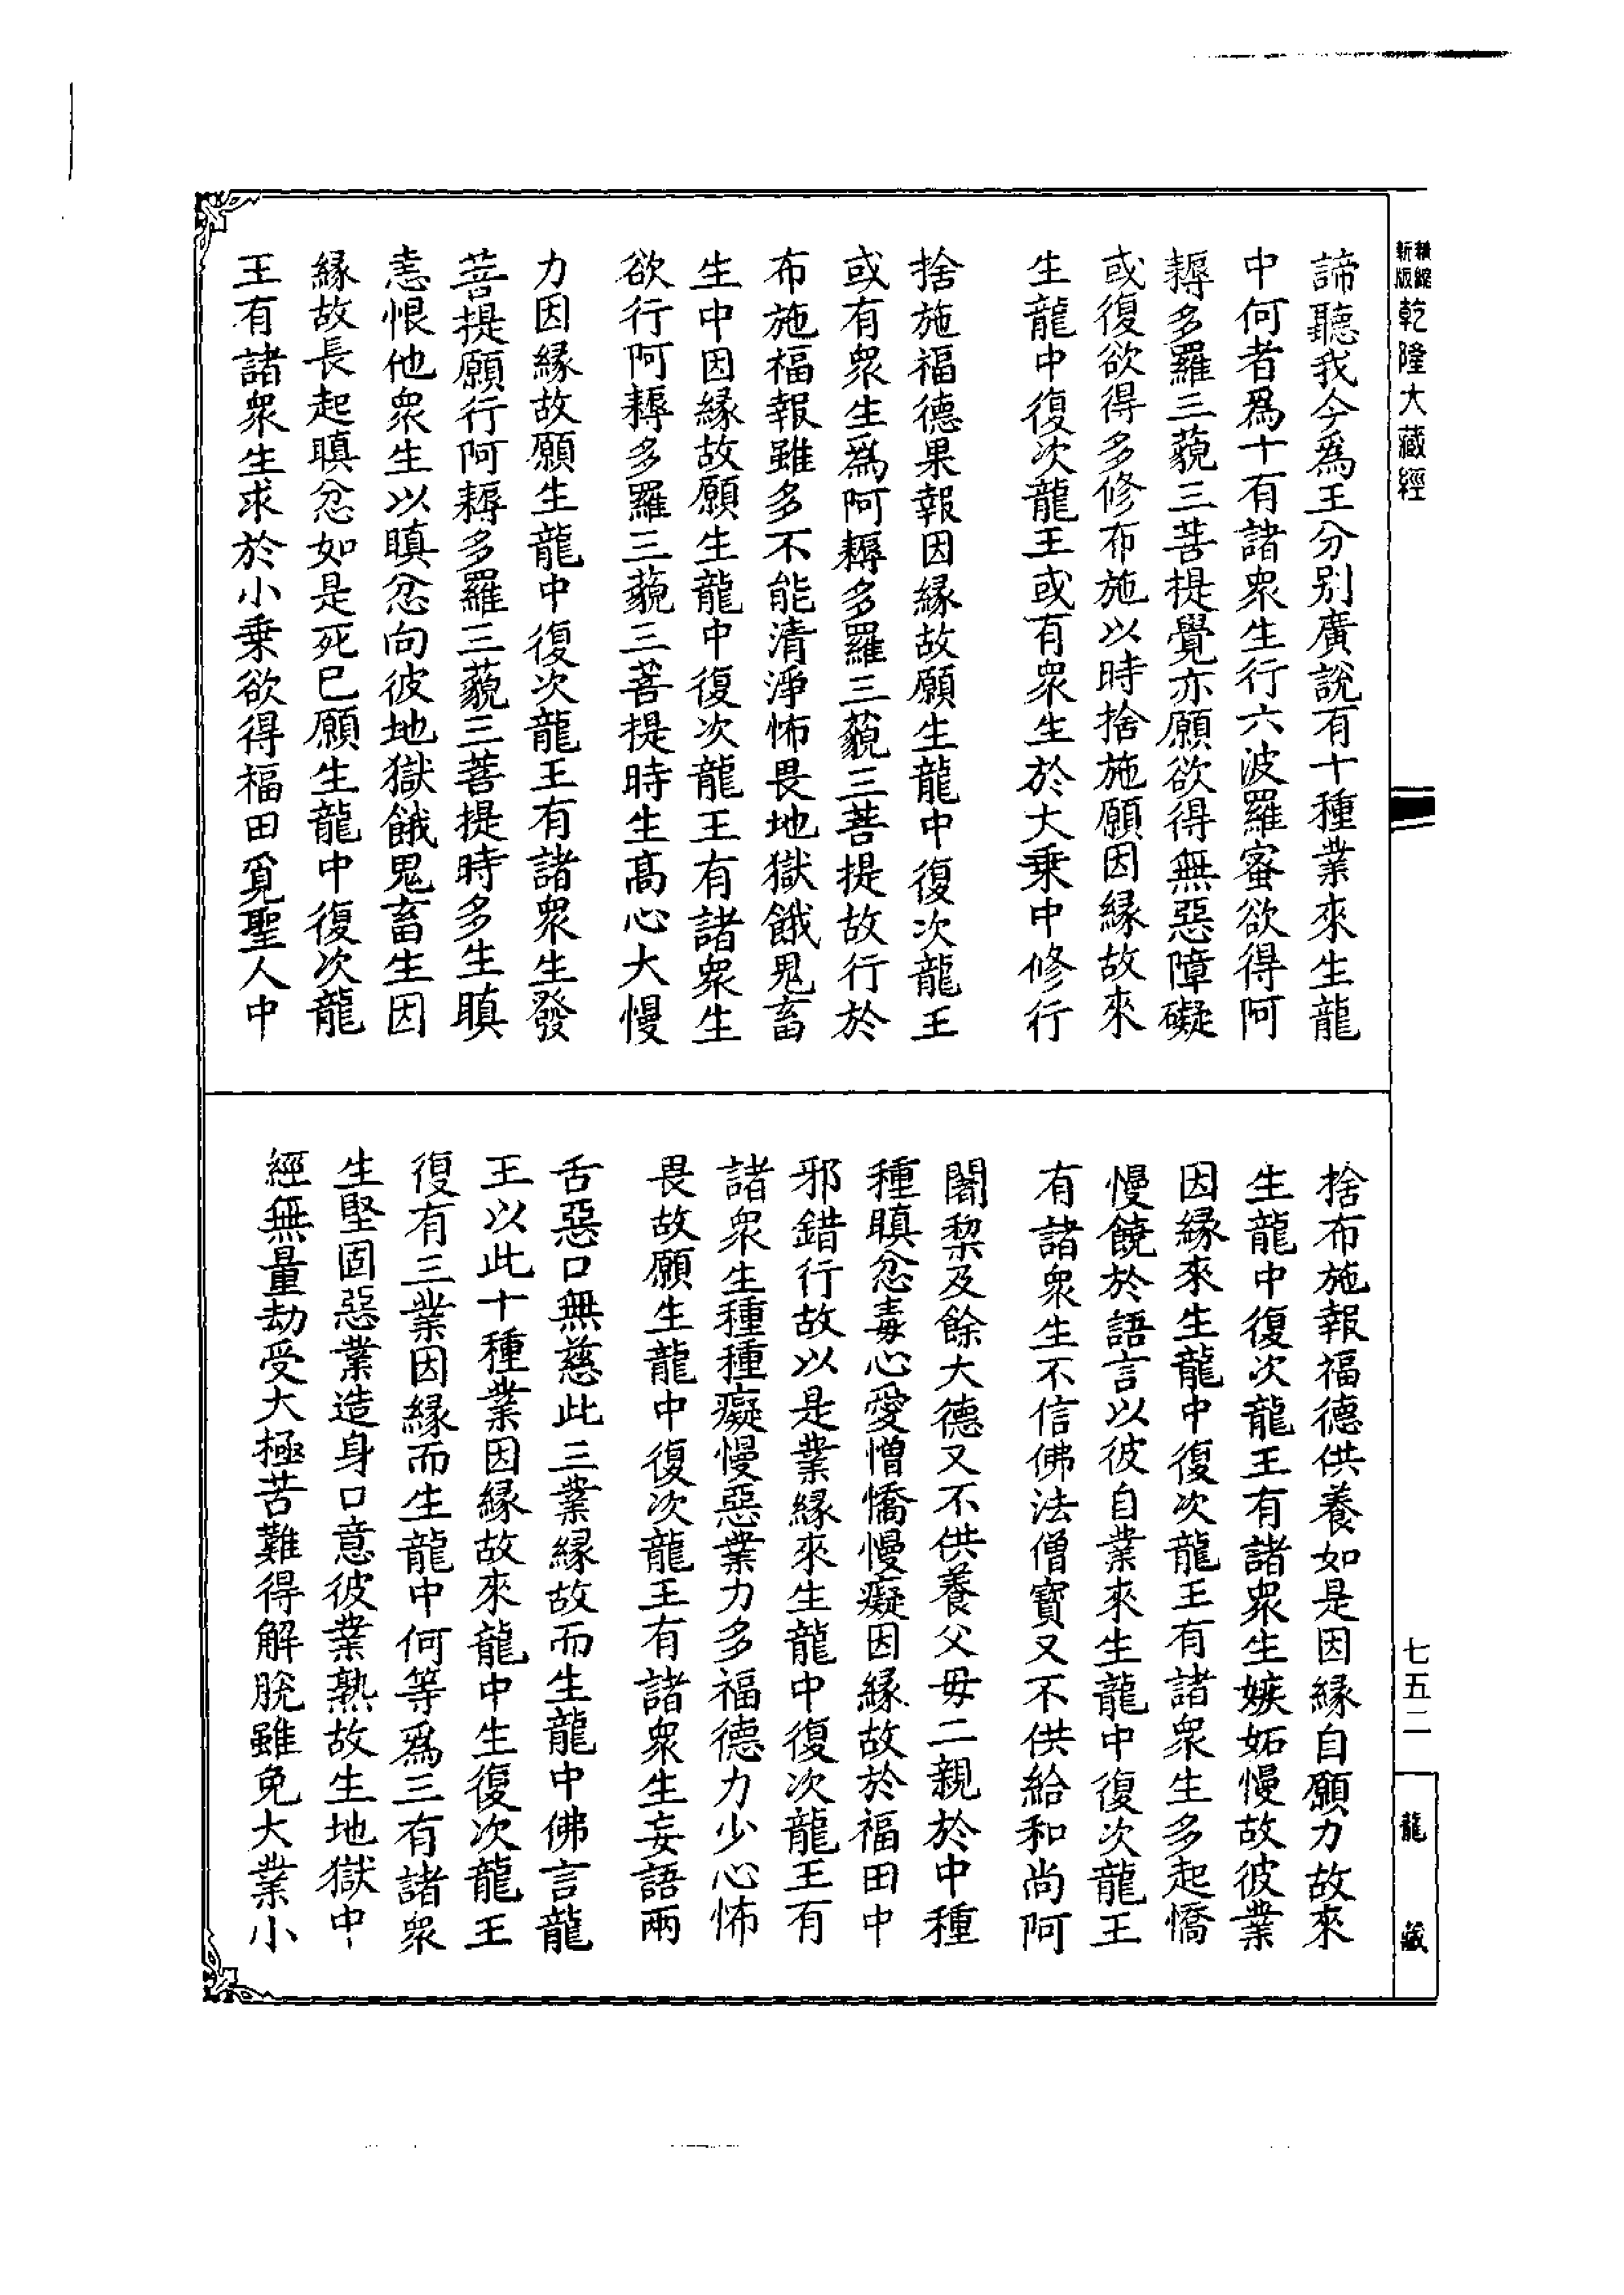 精縮
新版
乾隆大藏經
諦聽我今爲王分別廣說有十種業來生龍
中何者爲十有諸衆生行六波羅蜜欲得阿
耨多羅三藐三菩提覺亦願欲得無惡障礙
或復欲得多修布施以時捨施願因緣故來
生龍中復次龍王或有衆生於大乗中修行
捨施福德果報因緣故願生龍中復次龍王
或有衆生爲阿耨多羅三藐三菩提故行於
布施福報雖多不能清淨怖畏地獄餓鬼畜
生中因緣故願生龍中復次龍王有諸衆生
欲行阿耨多羅三藐三菩提時生高心大慢
力因緣故願生龍中復次龍王有諸衆生發
菩提願行阿耨多羅三藐三菩提時多生瞋
恚恨他衆生以瞋忿向彼地獄餓鬼畜生因
緣故長起瞋忿如是死已願生龍中復次龍
王有諸衆生求於小乗欲得福田覓聖人中
捨布施報福德供養如是因緣自願力故來
生龍中復次龍王有諸衆生嫉妬慢故彼業
因緣來生龍中復次龍王有諸衆生多起憍
慢饒於語言以彼自業來生龍中復次龍王
有諸衆生不信佛法僧寶又不供給和尚阿
闍棃及餘大德又不供養父母二親於中種
種瞋忿毒心愛憎憍慢癡因緣故於福田中
邪錯行故以是業緣來生龍中復次龍王有
諸衆生種種癡慢惡業力多福德力少心怖
畏故願生龍中復次龍王有諸衆生妄語兩
舌惡口無慈此三業緣故而生龍中佛言龍
王以此十種業因緣故來龍中生復次龍王
復有三業因緣而生龍中何等爲三有諸衆
生堅固惡業造身口意彼業熟故生地獄中
經無量劫受大極苦難得解脫雖免大業小
七五二
龍藏